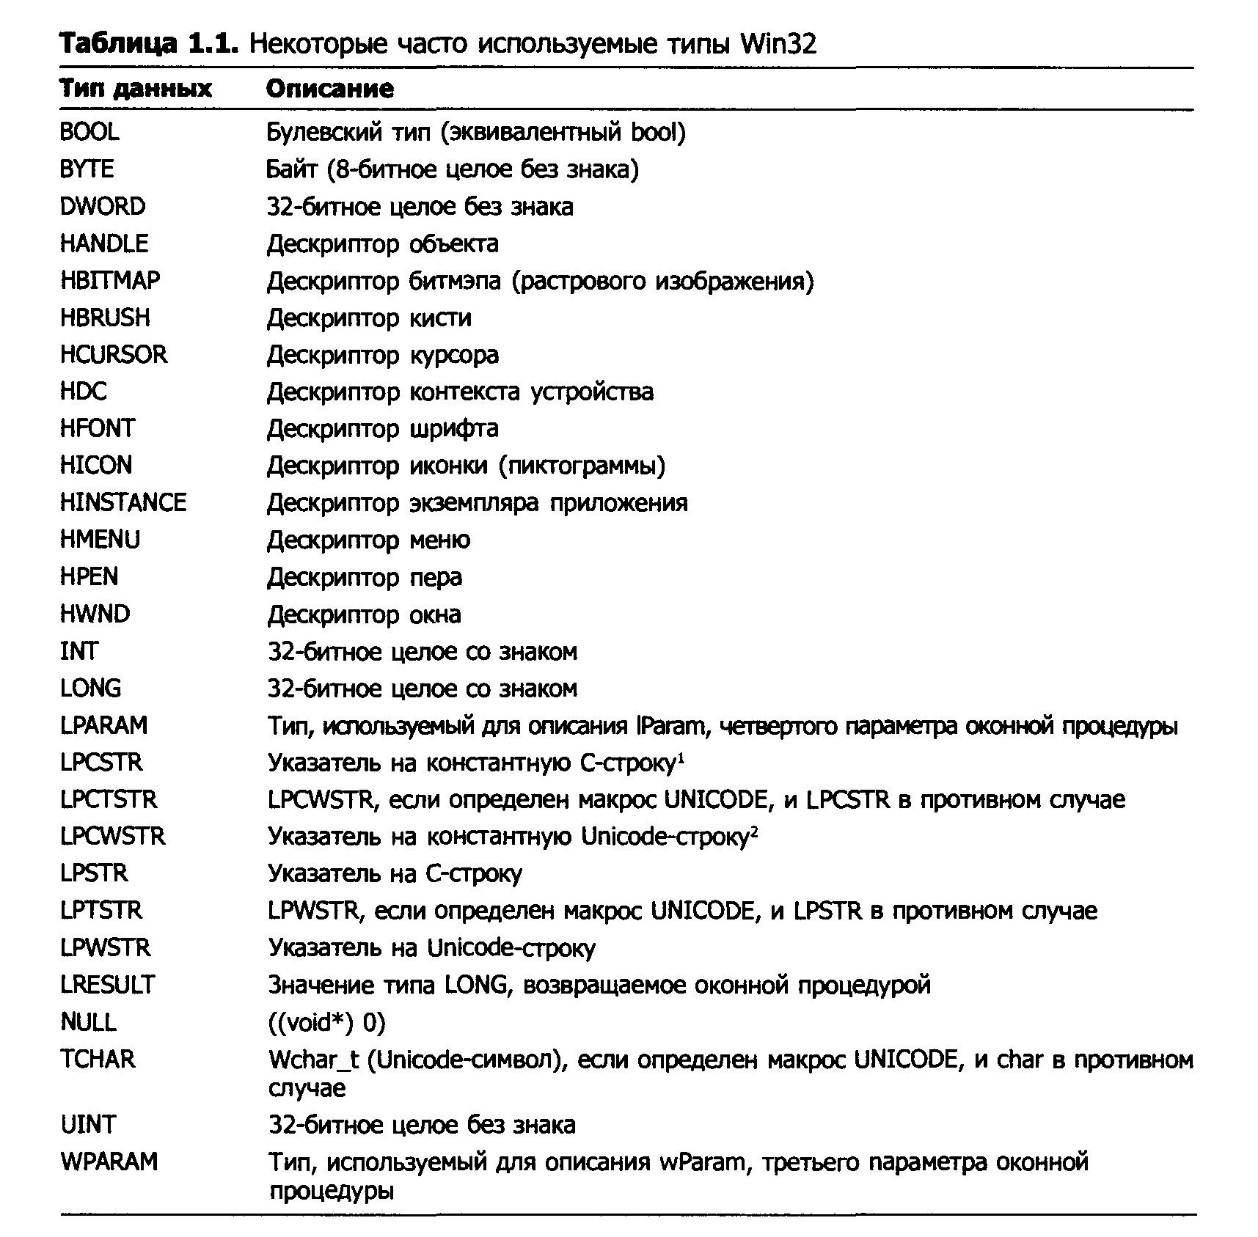 Таблица 1.1. Некоторые часто используемые типы Win32
Тип данных Описание
BOOL Булевский тип (эквивалентный bool)
BYTE Байт (8-битное целое без знака)
DWORD 32-битное целое без знака
HANDLE Дескриптор объекта
HBITMAP Дескриптор битмэпа (растрового изображения)
HBRUSH Дескриптор кисти
HCURSOR Дескриптор курсора
HDC Дескриптор контекста устройства
HFONT Дескриптор шрифта
HICON Дескриптор иконки (пиктограммы)
HINSTANCE Дескриптор экземпляра приложения
HMENU Дескриптор меню
HPEN Дескриптор пера
HWND Дескриптор окна
INT 32-битное целое со знаком
LONG 32-битное целое со знаком
LPARAM Тип, используемый для описания lParam, четвертого параметра оконной процедуры
LPCSTR Указатель на константную C-строку¹
LPCTSTR LPCWSTR, если определен макрос UNICODE, и LPCSTR в противном случае
LPCWSTR Указатель на константную Unicode-строку²
LPSTR Указатель на C-строку
LPTSTR LPWSTR, если определен макрос UNICODE, и LPSTR в противном случае
LPWSTR Указатель на Unicode-строку
LRESULT Значение типа LONG, возвращаемое оконной процедурой
NULL ((void*) 0)
TCHAR Wchar_t (Unicode-символ), если определен макрос UNICODE, и char в противном
случае
UINT 32-битное целое без знака
WPARAM Тип, используемый для описания wParam, третьего параметра оконной
процедуры